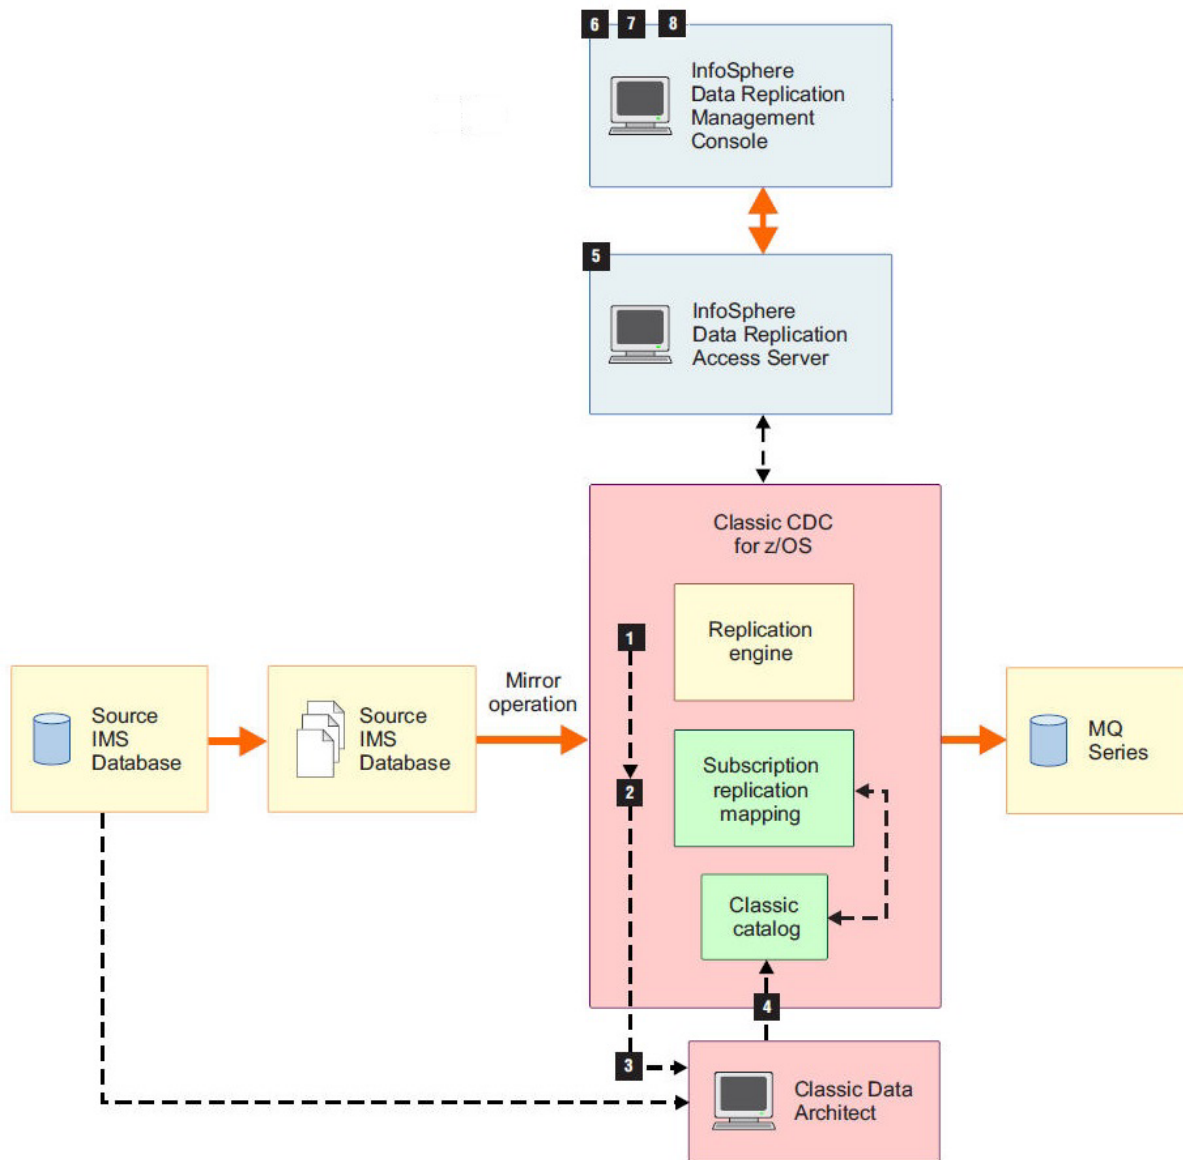 6 7 8
InfoSphere
Data Replication
Management
Console
5
InfoSphere
Data Replication
Access Server
Classic CDC
for z/OS
Replication
engine
1
Source
IMS
Database
Source
IMS
Database
Mirror
operation
2
Subscription
replication
mapping
MQ
Series
Classic
catalog
4
3
Classic Data
Architect